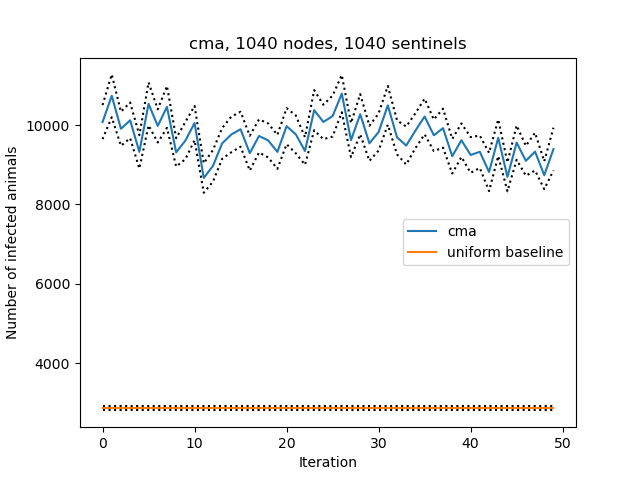 cma, 1040 nodes, 1040 sentinels
Number of infected animals
10000
8000
6000
4000
cma
uniform baseline
0
10
20
30
40
50
Iteration